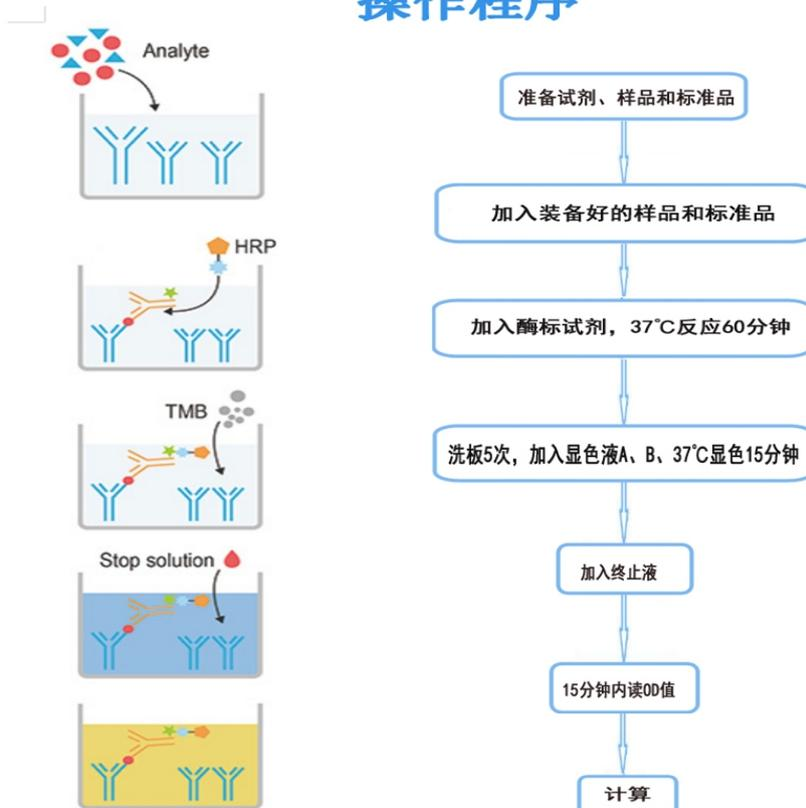 操作程序
Analyte
HRP
TMB
Stop solution
准备试剂、样品和标准品
加入装备好的样品和标准品
加入酶标试剂，37℃反应60分钟
洗板5次，加入显色液A、B、37℃显色15分钟
加入终止液
15分钟内读OD值
计算